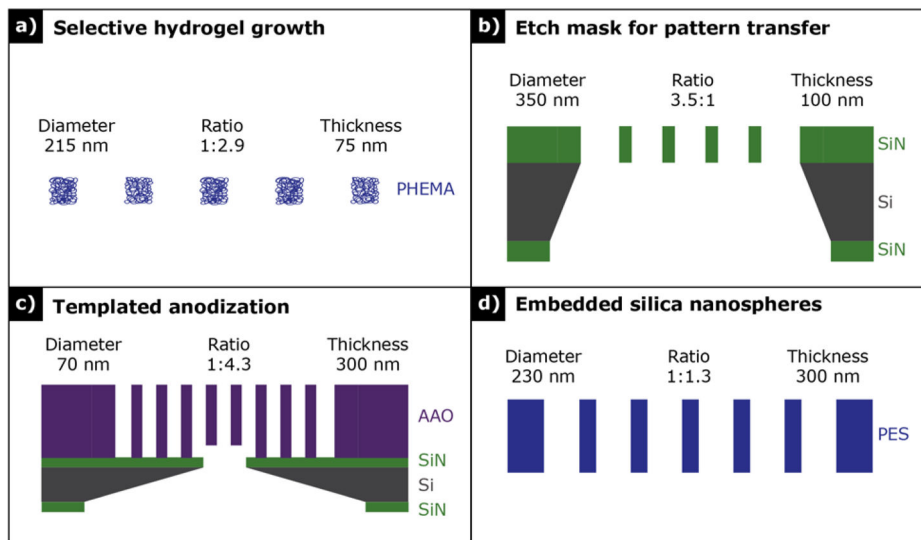 a) Selective hydrogel growth
Diameter Ratio Thickness
215 nm 1:2.9 75 nm
PHEMA
b) Etch mask for pattern transfer
Diameter Ratio Thickness
350 nm 3.5:1 100 nm
SiN
Si
SiN
c) Templated anodization
Diameter Ratio Thickness
70 nm 1:4.3 300 nm
AAO
SiN
Si
SiN
d) Embedded silica nanospheres
Diameter Ratio Thickness
230 nm 1:1.3 300 nm
PES